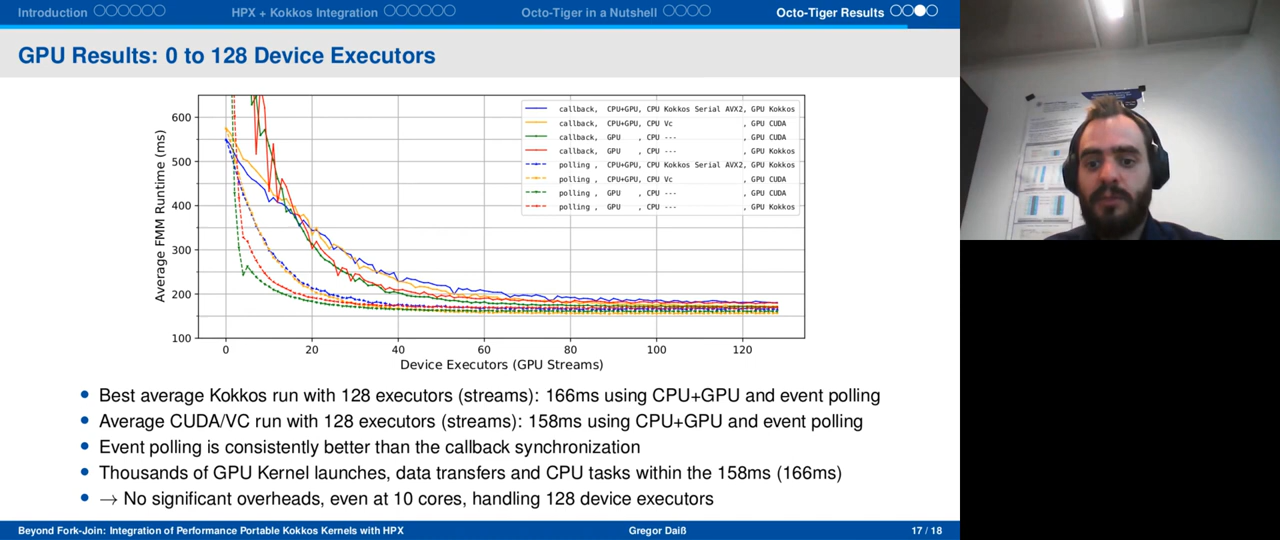 Introduction HPX + Kokkos Integration Octo-Tiger in a Nutshell Octo-Tiger Results
GPU Results: 0 to 128 Device Executors
Average FMM Runtime (ms)
600
500
400
300
200
100
0 20 40 60 80 100 120
Device Executors (GPU Streams)
callback, CPU+GPU, CPU Kokkos Serial AVX2, GPU Kokkos
callback, CPU+GPU, CPU Vc , GPU CUDA
callback, GPU , CPU --- , GPU CUDA
callback, GPU , CPU --- , GPU Kokkos
polling , CPU+GPU, CPU Kokkos Serial AVX2, GPU Kokkos
polling , CPU+GPU, CPU Vc , GPU CUDA
polling , GPU , CPU --- , GPU CUDA
polling , GPU , CPU --- , GPU Kokkos
• Best average Kokkos run with 128 executors (streams): 166ms using CPU+GPU and event polling
• Average CUDA/VC run with 128 executors (streams): 158ms using CPU+GPU and event polling
• Event polling is consistently better than the callback synchronization
• Thousands of GPU Kernel launches, data transfers and CPU tasks within the 158ms (166ms)
• → No significant overheads, even at 10 cores, handling 128 device executors
Beyond Fork-Join: Integration of Performance Portable Kokkos Kernels with HPX Gregor Daiß 17 / 18